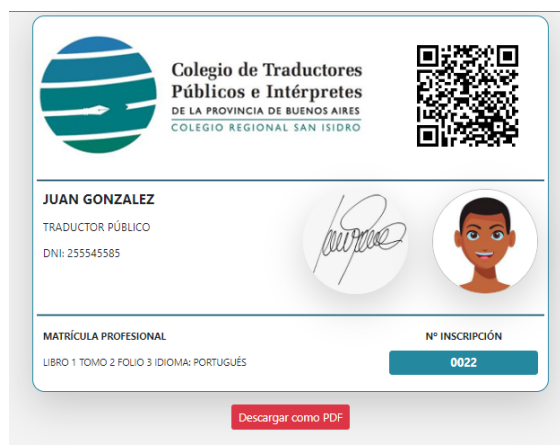 Colegio de Traductores
Públicos e Intérpretes
DE LA PROVINCIA DE BUENOS AIRES
COLEGIO REGIONAL SAN ISIDRO
JUAN GONZALEZ
TRADUCTOR PÚBLICO
DNI: 255545585
MATRÍCULA PROFESIONAL
LIBRO 1 TOMO 2 FOLIO 3 IDIOMA: PORTUGUÉS
Nº INSCRIPCIÓN
0022
Descargar como PDF